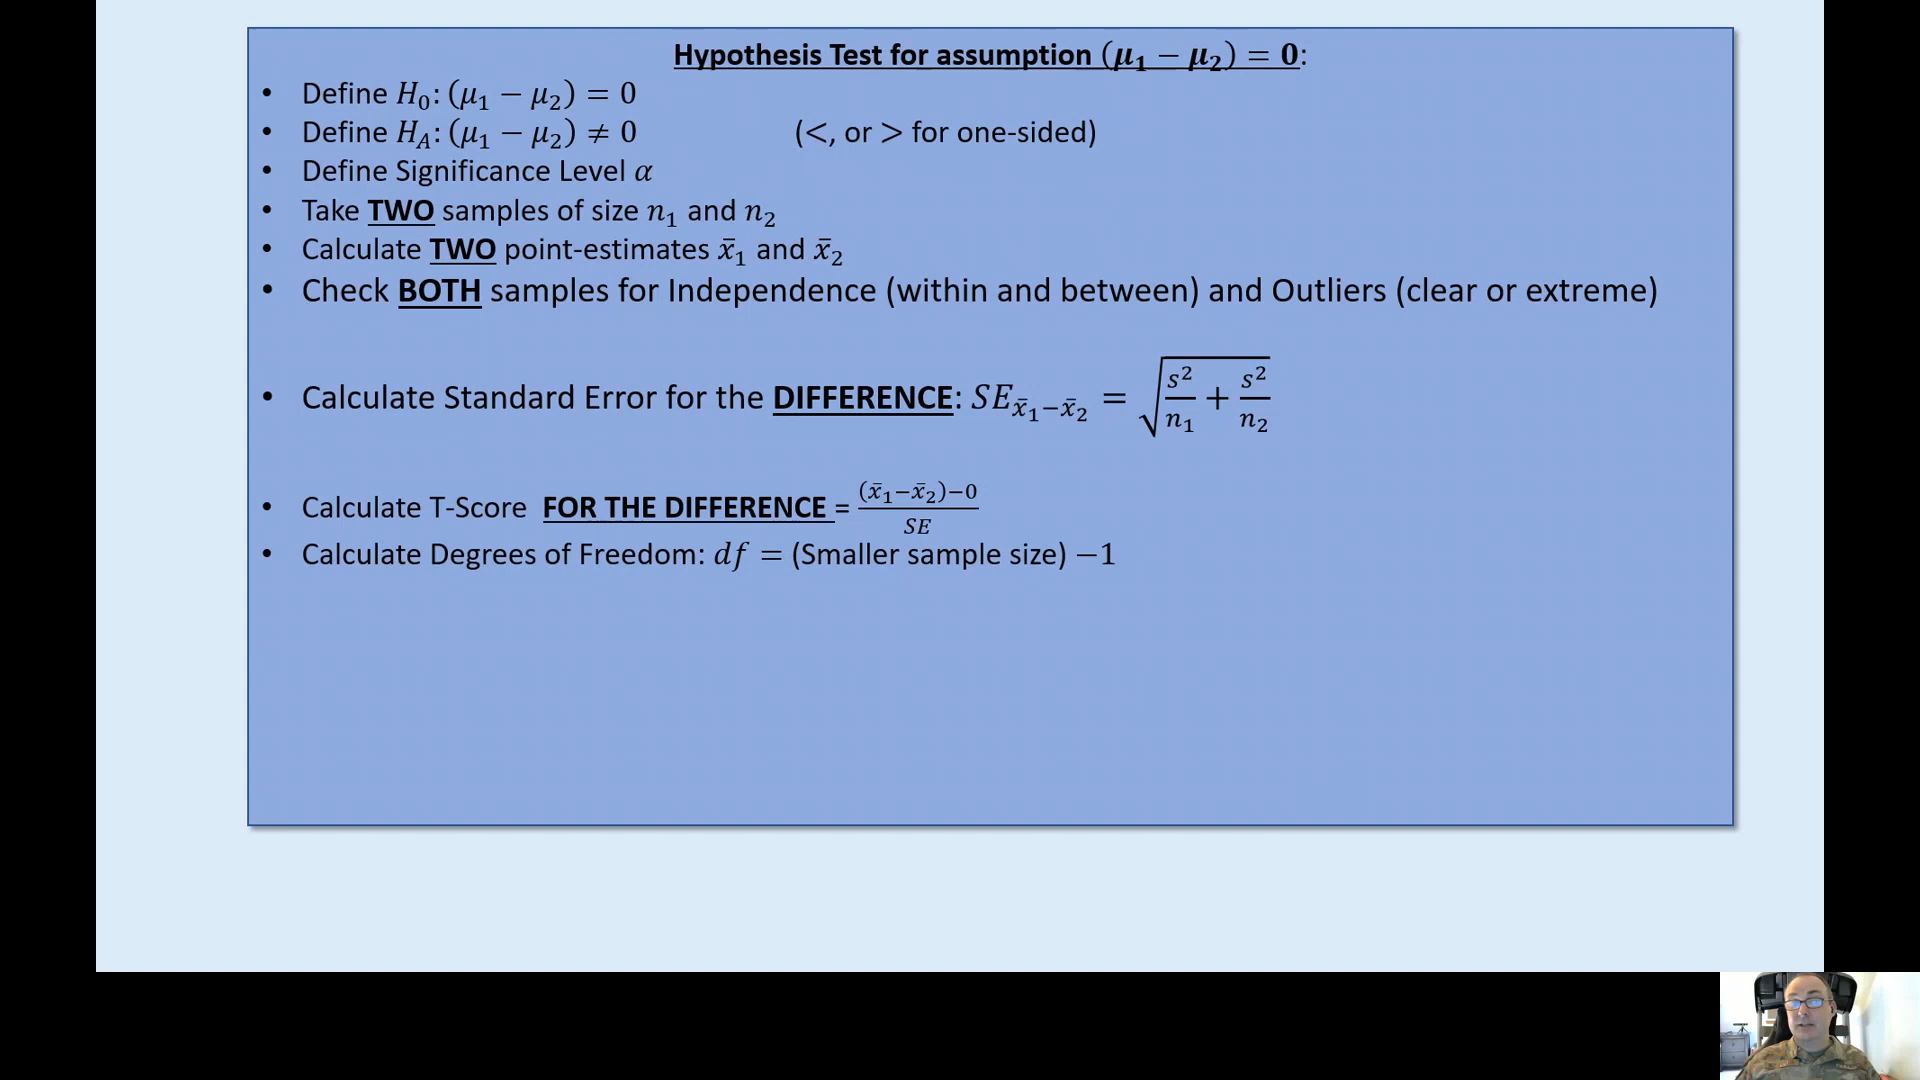 Hypothesis Test for assumption (μ₁ − μ₂) = 0:
• Define H₀: (μ₁ − μ₂) = 0
• Define H_A: (μ₁ − μ₂) ≠ 0 (<, or > for one-sided)
• Define Significance Level α
• Take TWO samples of size n₁ and n₂
• Calculate TWO point-estimates x̄₁ and x̄₂
• Check BOTH samples for Independence (within and between) and Outliers (clear or extreme)
• Calculate Standard Error for the DIFFERENCE: SE_{x̄₁−x̄₂} = √(s²/n₁ + s²/n₂)
• Calculate T-Score FOR THE DIFFERENCE = ((x̄₁−x̄₂)−0)/SE
• Calculate Degrees of Freedom: df = (Smaller sample size) −1